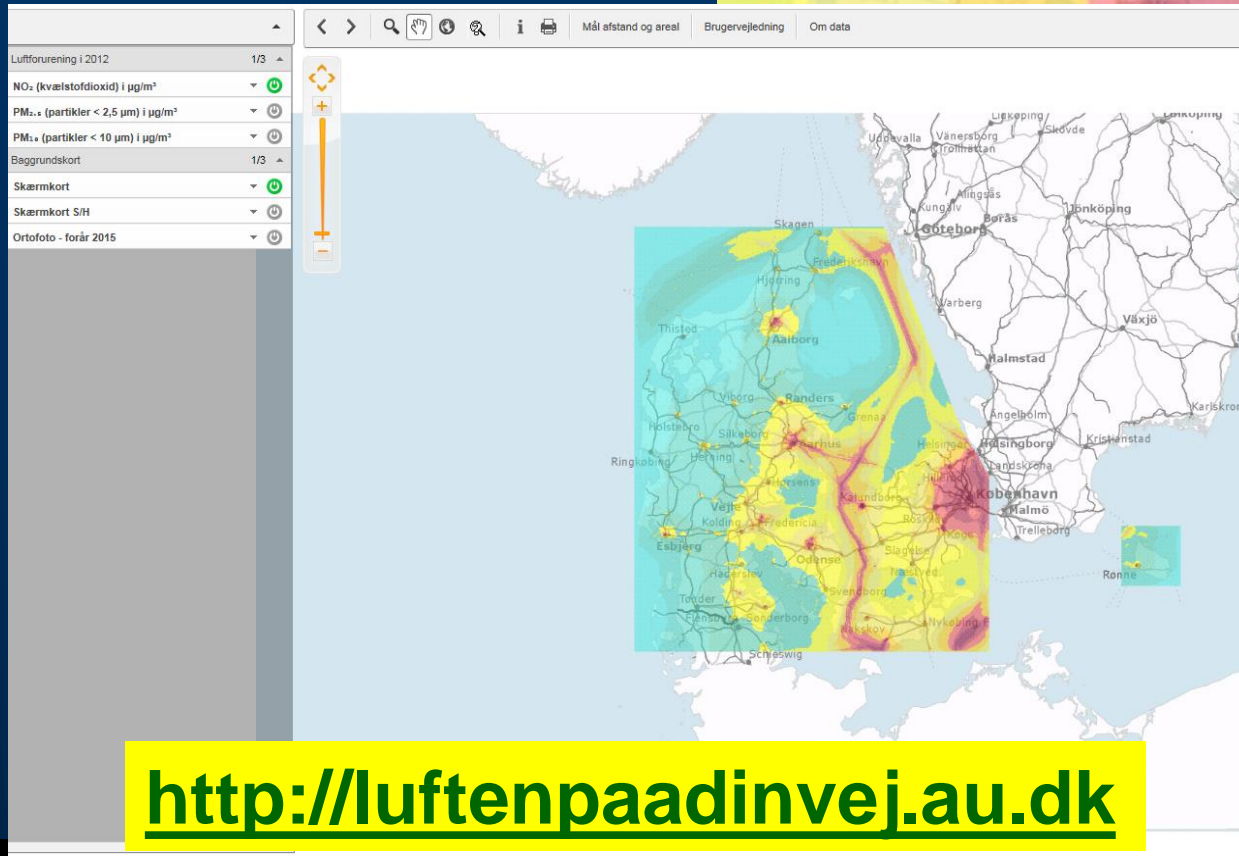 Mål afstand og areal Brugervejledning Om data
Luftforurening i 2012 1/3
NO₂ (kvælstofdioxid) i µg/m³
PM₂.₅ (partikler < 2,5 µm) i µg/m³
PM₁₀ (partikler < 10 µm) i µg/m³
Baggrundskort 1/3
Skærmkort
Skærmkort S/H
Ortofoto - forår 2015
Lidköping
Linköping
Skövde
Uddevalla
Vänersborg
Trollhättan
Alingsås
Kungälv
Borås
Jönköping
Göteborg
Skagen
Frederikshavn
Hjørring
Varberg
Växjö
Thisted
Aalborg
Halmstad
Viborg
Randers
Grenaa
Ängelholm
Karlskron
Holstebro
Silkeborg
Aarhus
Helsingør
Helsingborg
Kristianstad
Ringkøbing
Herning
Landskrona
Horsens
Hillerød
København
Kalundborg
Malmö
Vejle
Kolding
Fredericia
Roskilde
Køge
Trelleborg
Esbjerg
Odense
Slagelse
Næstved
Rønne
Haderslev
Svendborg
Tønder
Flensburg
Sønderborg
Nakskov
Nykøbing F
Schleswig
http://luftenpaadinvej.au.dk